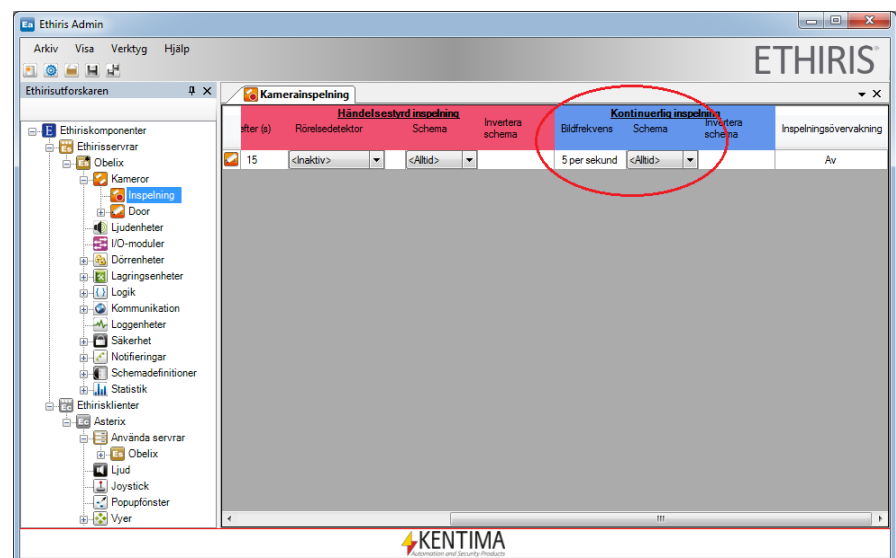 Ethiris Admin
Arkiv Visa Verktyg Hjälp
ETHIRIS
Ethirisutforskaren
Kamerainspelning
Händelsestyrd inspelning
Kontinuerlig inspelning
efter (s) Rörelsedetektor Schema Invertera schema Bildfrekvens Schema Invertera schema Inspelningsövervakning
15 <Inaktiv> <Alltid> 5 per sekund <Alltid> Av
Ethiriskomponenter
Ethirisservrar
Obelix
Kameror
Inspelning
Door
Ljudenheter
I/O-moduler
Dörrenheter
Lagringsenheter
Logik
Kommunikation
Loggenheter
Säkerhet
Notifieringar
Schemadefinitioner
Statistik
Ethirisklienter
Asterix
Använda servrar
Obelix
Ljud
Joystick
Popupfönster
Vyer
KENTIMA
Automation and Security Products